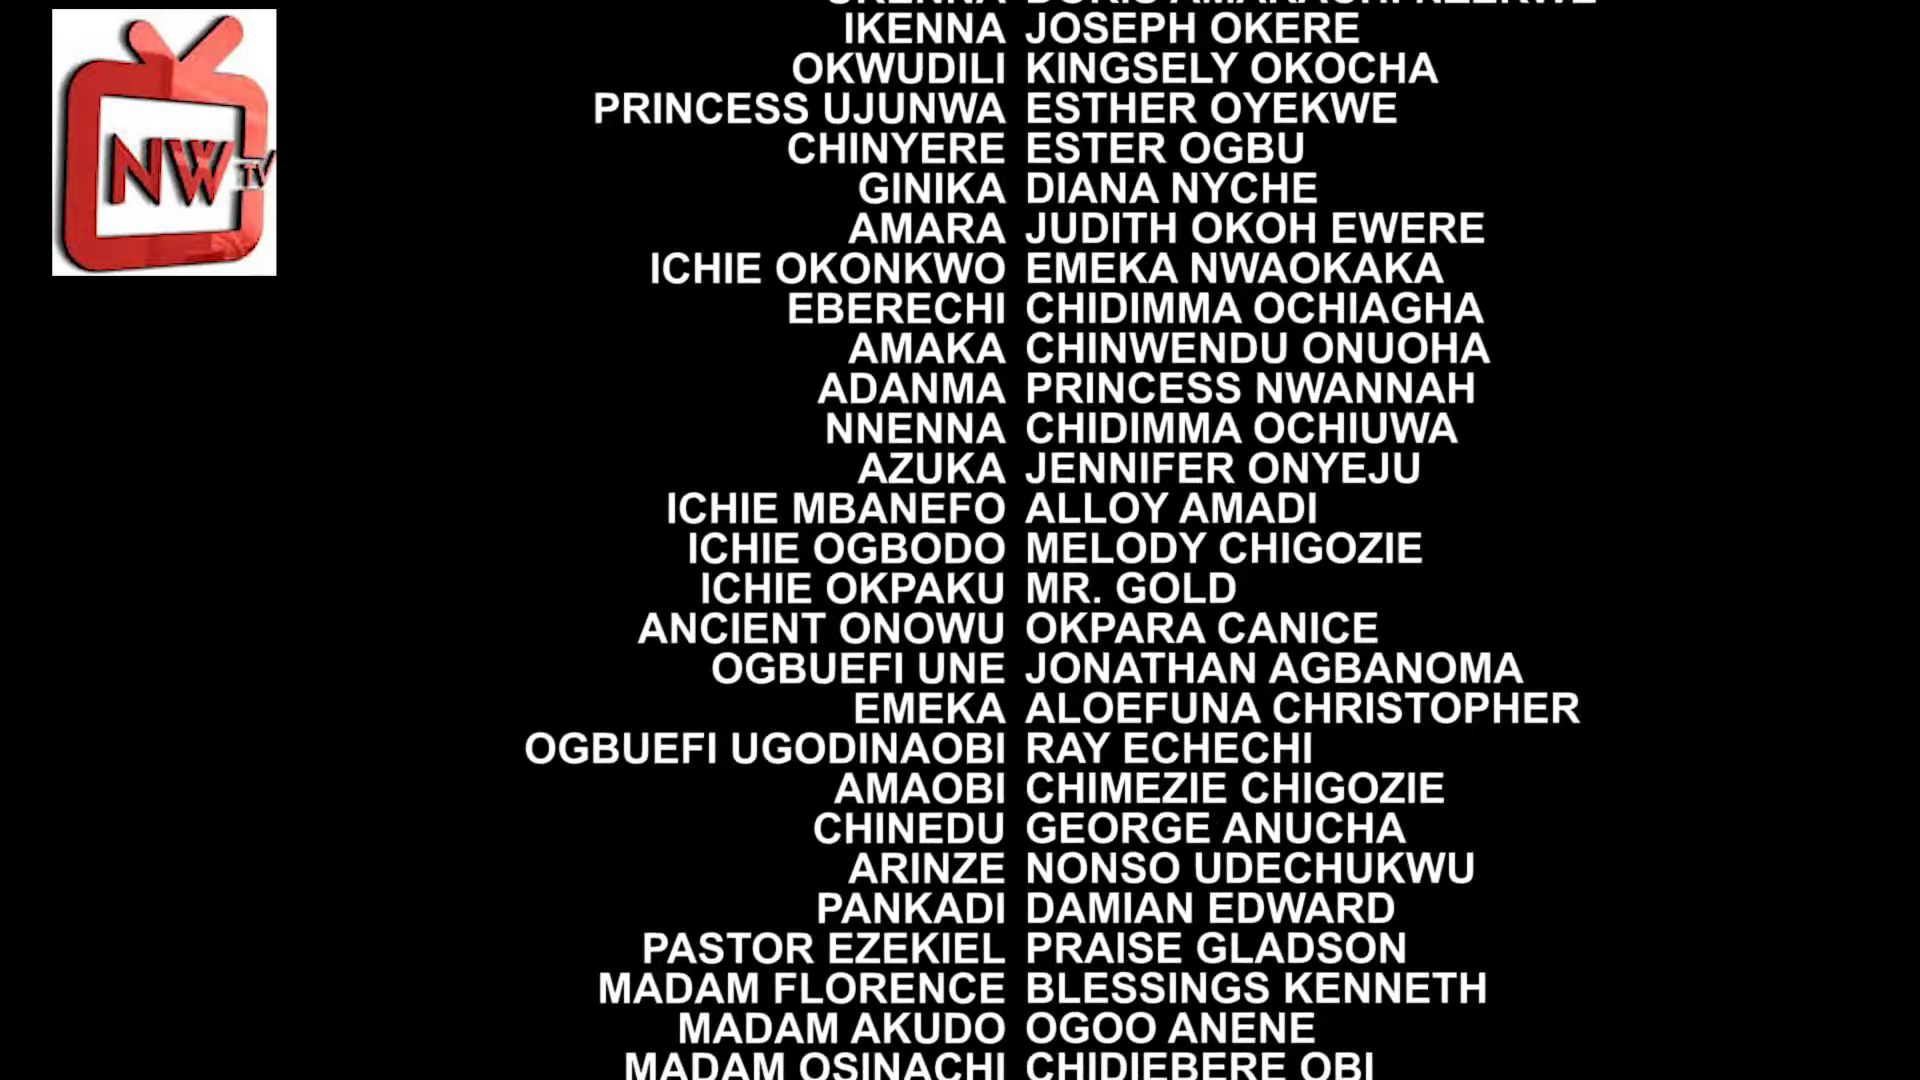 NW TV
IKENNA JOSEPH OKERE
OKWUDILI KINGSELY OKOCHA
PRINCESS UJUNWA ESTHER OYEKWE
CHINYERE ESTER OGBU
GINIKA DIANA NYCHE
AMARA JUDITH OKOH EWERE
ICHIE OKONKWO EMEKA NWAOKAKA
EBERECHI CHIDIMMA OCHIAGHA
AMAKA CHINWENDU ONUOHA
ADANMA PRINCESS NWANNAH
NNENNA CHIDIMMA OCHIUWA
AZUKA JENNIFER ONYEJU
ICHIE MBANEFO ALLOY AMADI
ICHIE OGBODO MELODY CHIGOZIE
ICHIE OKPAKU MR. GOLD
ANCIENT ONOWU OKPARA CANICE
OGBUEFI UNE JONATHAN AGBANOMA
EMEKA ALOEFUNA CHRISTOPHER
OGBUEFI UGODINAOBI RAY ECHECHI
AMAOBI CHIMEZIE CHIGOZIE
CHINEDU GEORGE ANUCHA
ARINZE NONSO UDECHUKWU
PANKADI DAMIAN EDWARD
PASTOR EZEKIEL PRAISE GLADSON
MADAM FLORENCE BLESSINGS KENNETH
MADAM AKUDO OGOO ANENE
MADAM OSINACHI CHIDIEBERE OBI